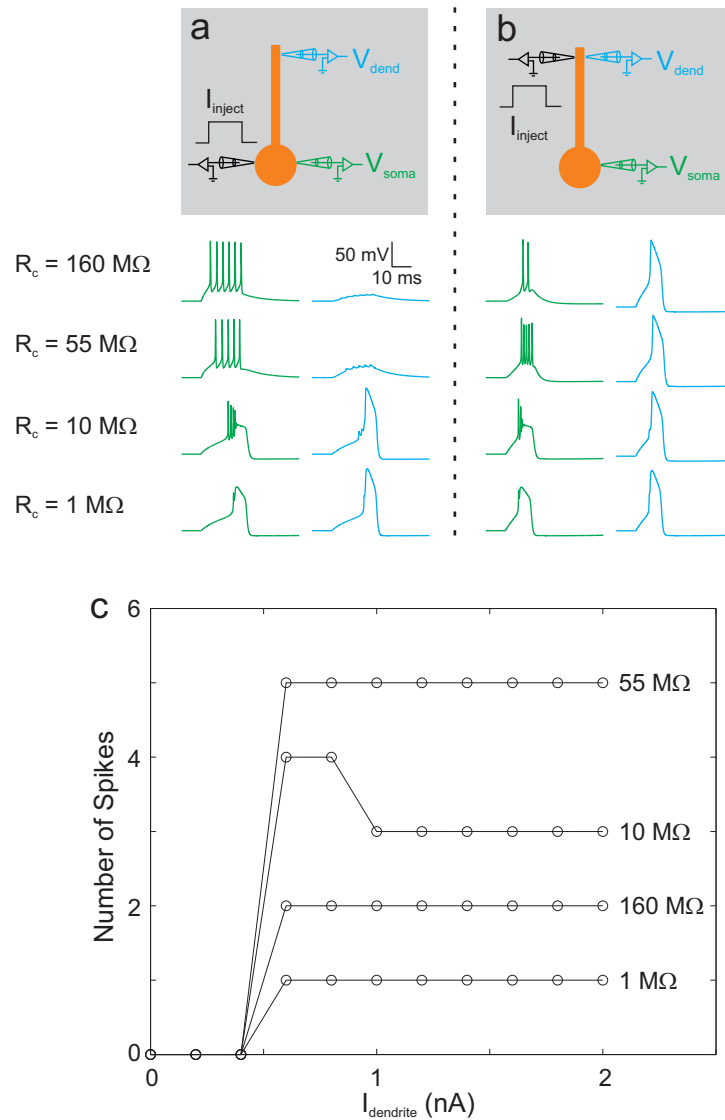 a
V_dend
I_inject
V_soma
b
V_dend
I_inject
V_soma
R_c = 160 MΩ
50 mV
10 ms
R_c = 55 MΩ
R_c = 10 MΩ
R_c = 1 MΩ
c
6
4
2
0
Number of Spikes
55 MΩ
10 MΩ
160 MΩ
1 MΩ
0 1 2
I_dendrite (nA)